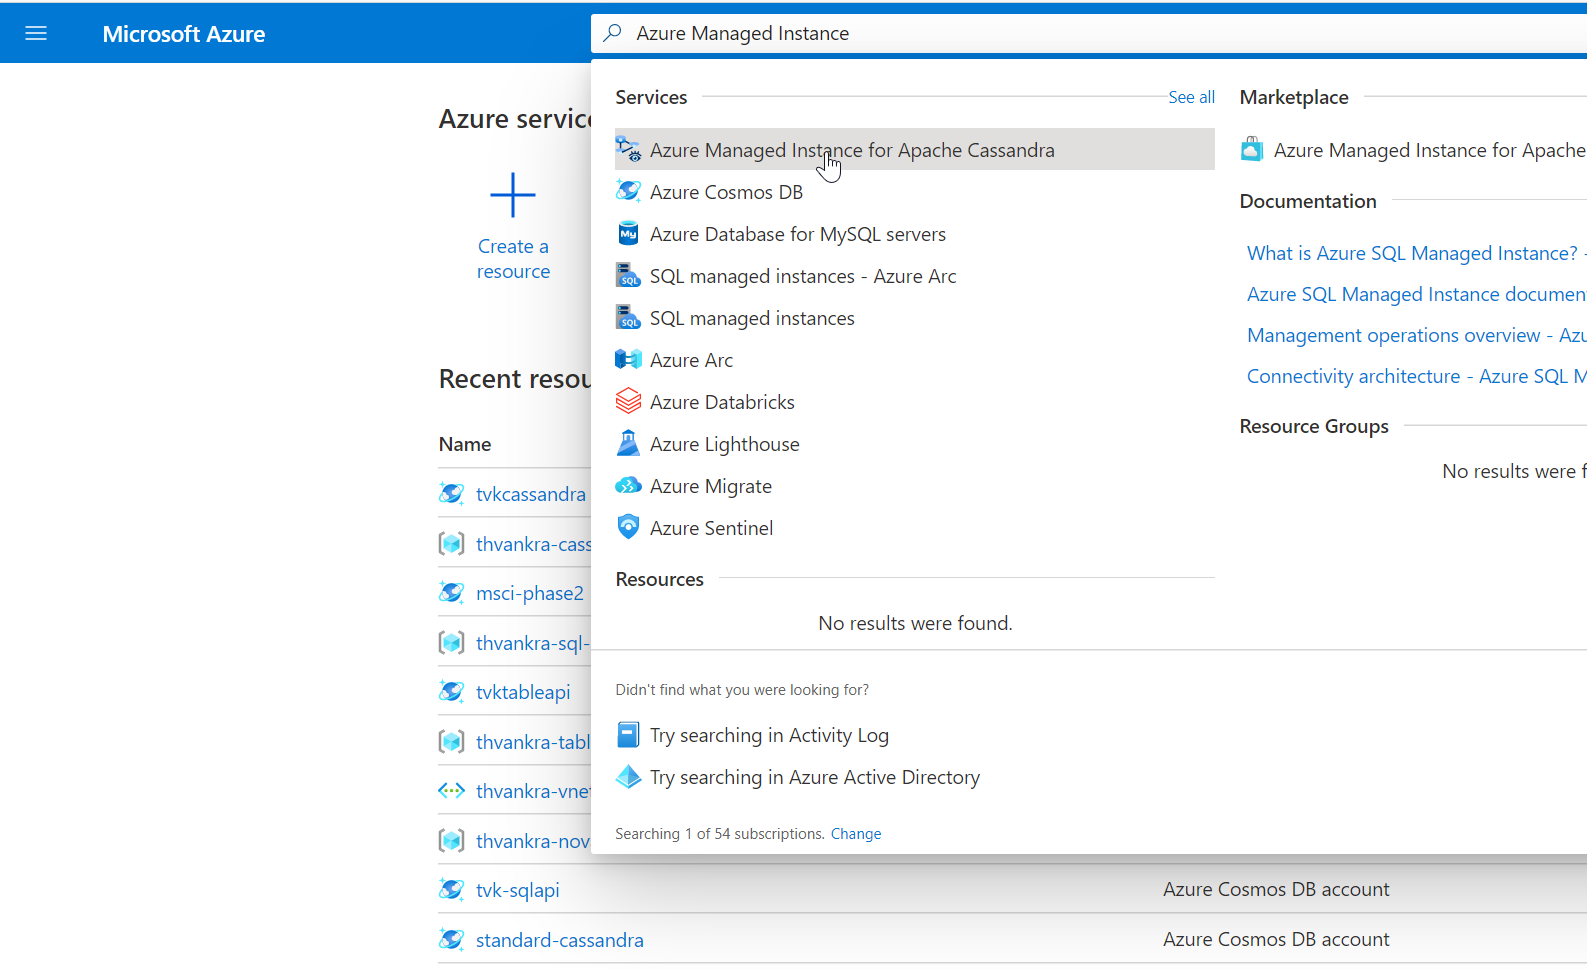 Microsoft Azure
Azure Managed Instance
Services
See all
Azure Managed Instance for Apache Cassandra
Azure Cosmos DB
Azure Database for MySQL servers
SQL managed instances - Azure Arc
SQL managed instances
Azure Arc
Azure Databricks
Azure Lighthouse
Azure Migrate
Azure Sentinel
Resources
No results were found.
Didn't find what you were looking for?
Try searching in Activity Log
Try searching in Azure Active Directory
Searching 1 of 54 subscriptions. Change
Marketplace
Azure Managed Instance for Apache
Documentation
What is Azure SQL Managed Instance? -
Azure SQL Managed Instance documen
Management operations overview - Azu
Connectivity architecture - Azure SQL M
Resource Groups
No results were f
Azure servic
Create a
resource
Recent resou
Name
tvkcassandra
thvankra-cass
msci-phase2
thvankra-sql-
tvktableapi
thvankra-tabl
thvankra-vne
thvankra-nov
tvk-sqlapi Azure Cosmos DB account
standard-cassandra Azure Cosmos DB account